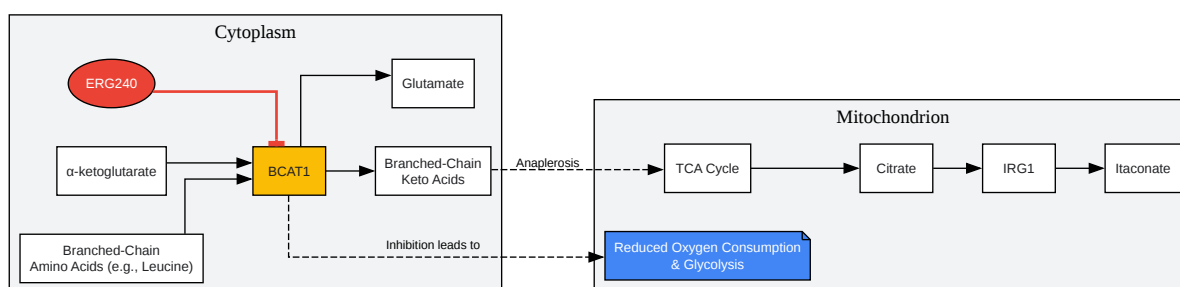 Cytoplasm
ERG240
Glutamate
α-ketoglutarate
BCAT1
Branched-Chain
Keto Acids
Branched-Chain
Amino Acids (e.g., Leucine)
Anaplerosis
Inhibition leads to
Mitochondrion
TCA Cycle
Citrate
IRG1
Itaconate
Reduced Oxygen Consumption
& Glycolysis